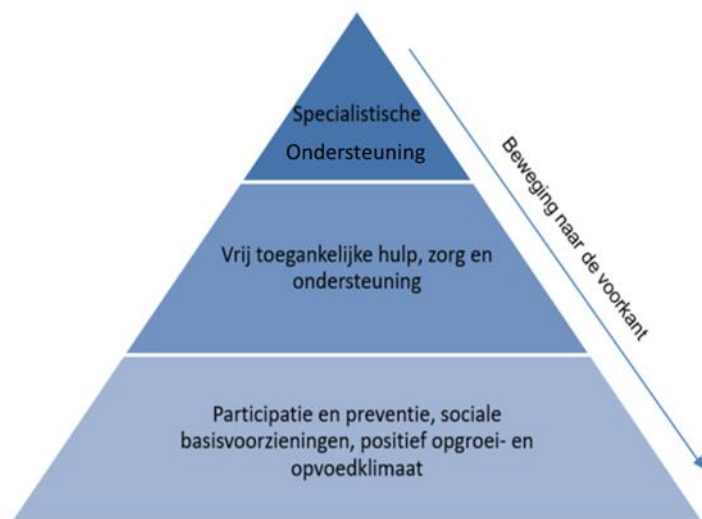 Specialistische
Ondersteuning
Beweging naar de voorkant
Vrij toegankelijke hulp, zorg en
ondersteuning
Participatie en preventie, sociale
basisvoorzieningen, positief opgroei- en
opvoedklimaat